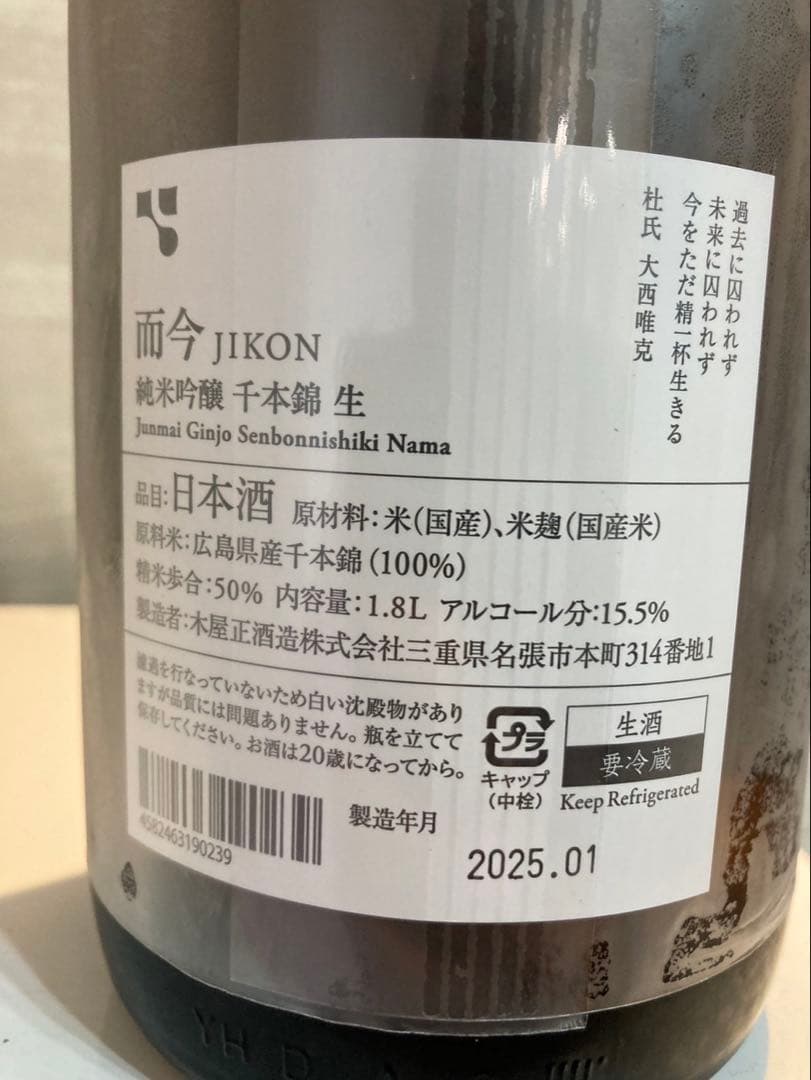 過去に囚われず
未来に囚われず
今をただ精一杯生きる
杜氏 大西唯克
而今 JIKON
純米吟醸 千本錦 生
Junmai Ginjo Senbonnishiki Nama
品目:日本酒 原材料:米(国産)、米麹(国産米)
原料米:広島県産千本錦(100%)
精米歩合:50% 内容量:1.8L アルコール分:15.5%
製造者:木屋正酒造株式会社三重県名張市本町314番地1
濾過を行なっていないため白い沈殿物があり
ますが品質には問題ありません。瓶を立てて
保存してください。お酒は20歳になってから。
プラ
キャップ
(中栓)
生酒
要冷蔵
Keep Refrigerated
4582463190239
製造年月
2025.01
YH D